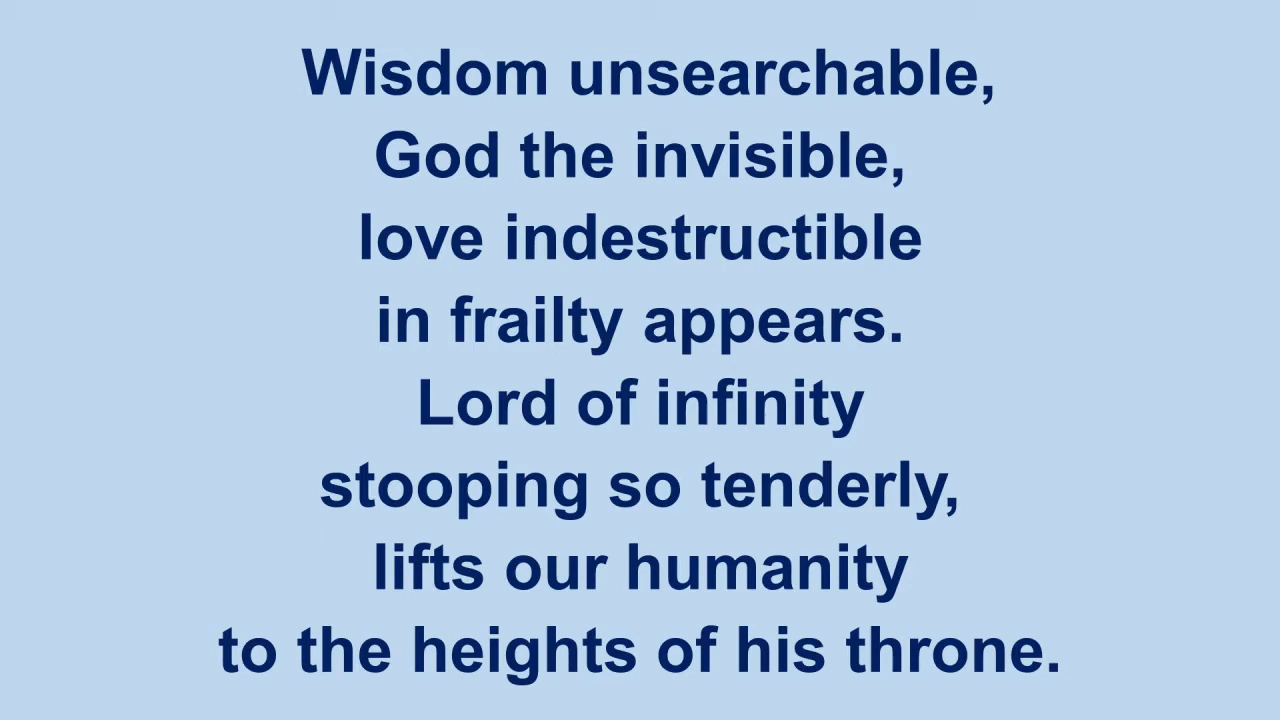 Wisdom unsearchable,
God the invisible,
love indestructible
in frailty appears.
Lord of infinity
stooping so tenderly,
lifts our humanity
to the heights of his throne.